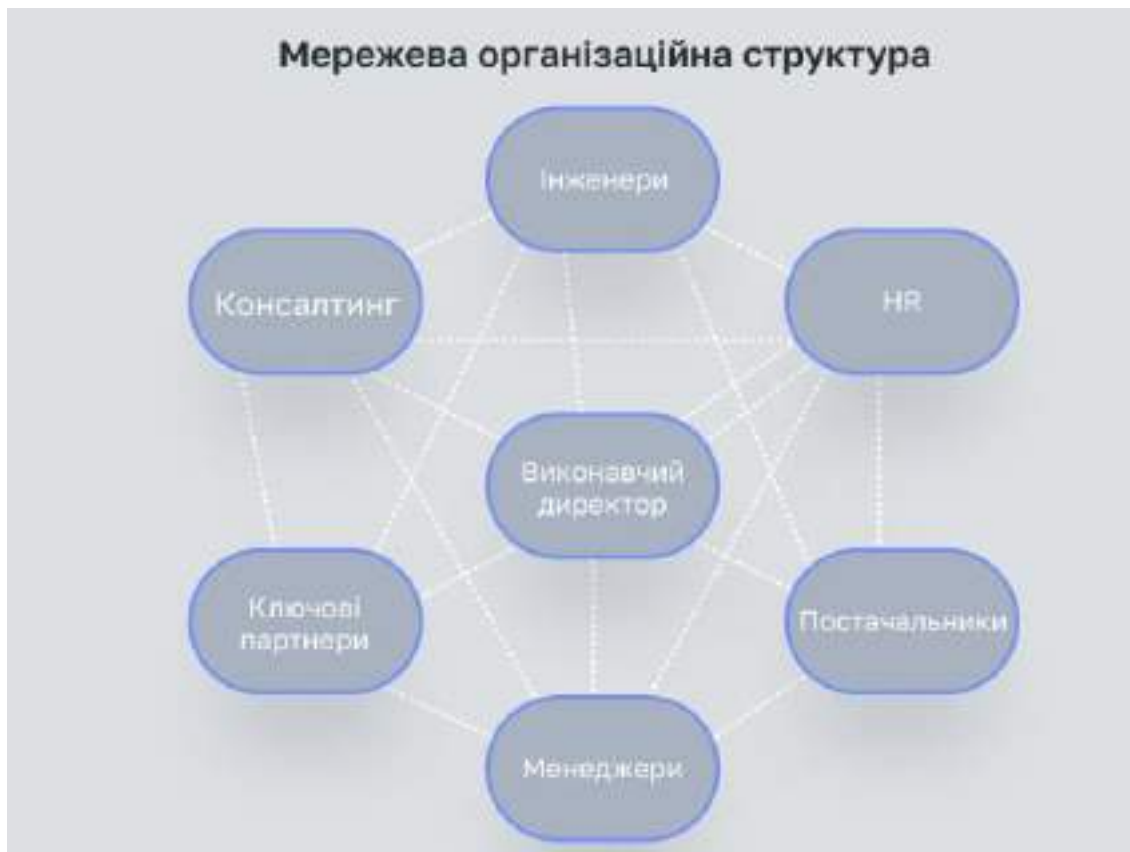 Мережева організаційна структура
Інженери
Консалтинг
HR
Виконавчий
директор
Ключові
партнери
Постачальники
Менеджери